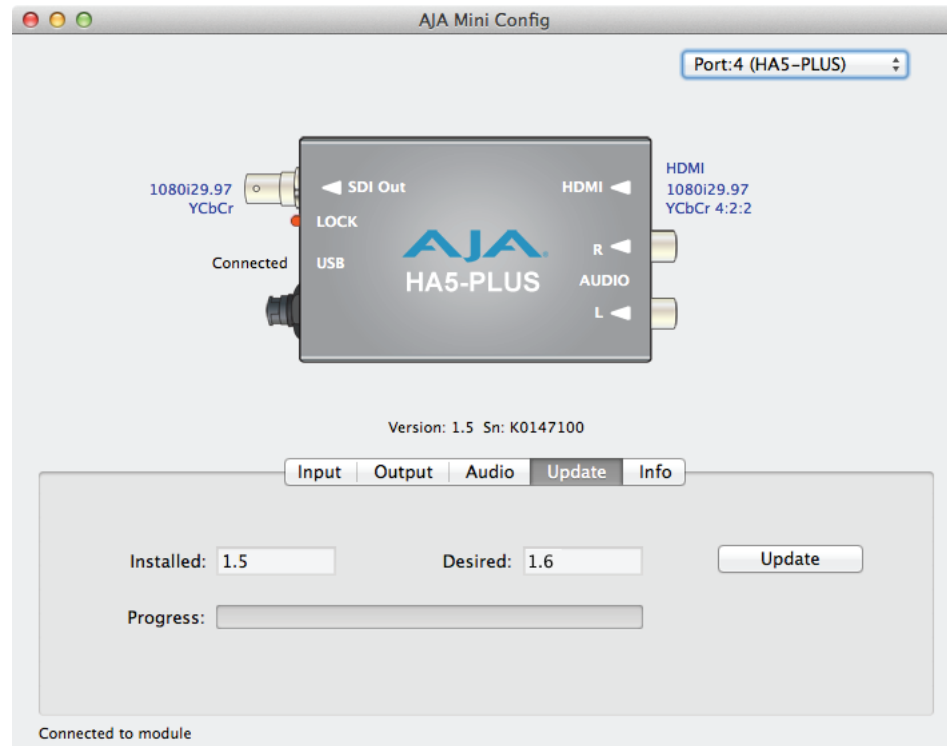 AJA Mini Config
Port:4 (HA5-PLUS)
1080i29.97
YCbCr
SDI Out
HDMI
HDMI
1080i29.97
YCbCr 4:2:2
LOCK
Connected
USB
AJA
HA5-PLUS
R
AUDIO
L
Version: 1.5 Sn: K0147100
Input Output Audio Update Info
Installed: 1.5 Desired: 1.6 Update
Progress:
Connected to module